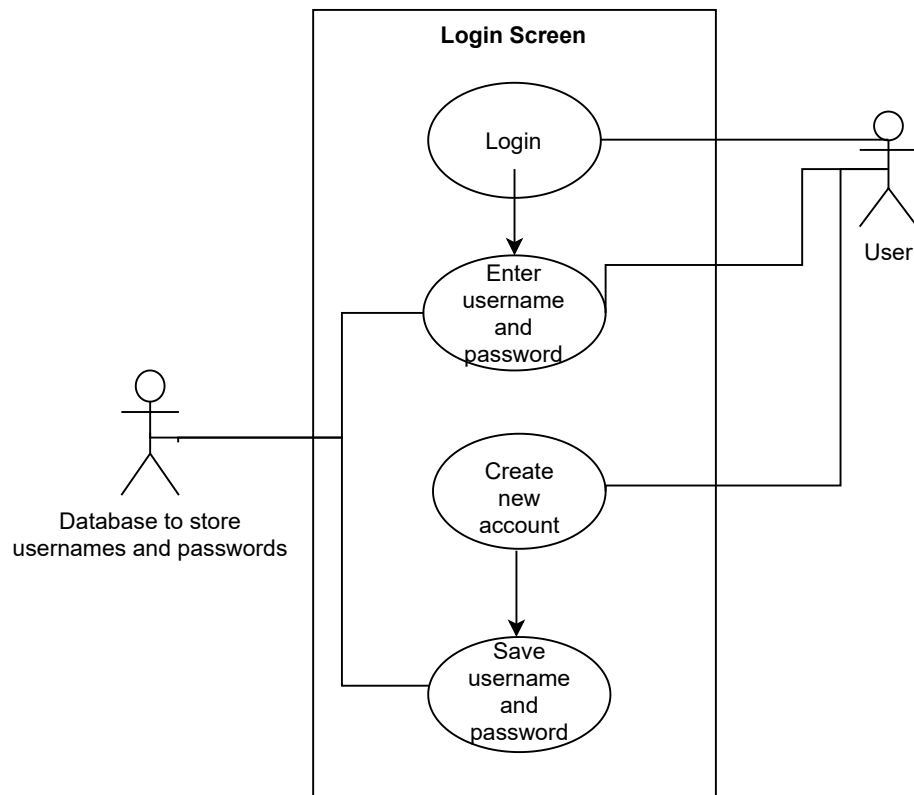 Login Screen
Login
User
Enter
username
and
password
Database to store
usernames and passwords
Create
new
account
Save
username
and
password